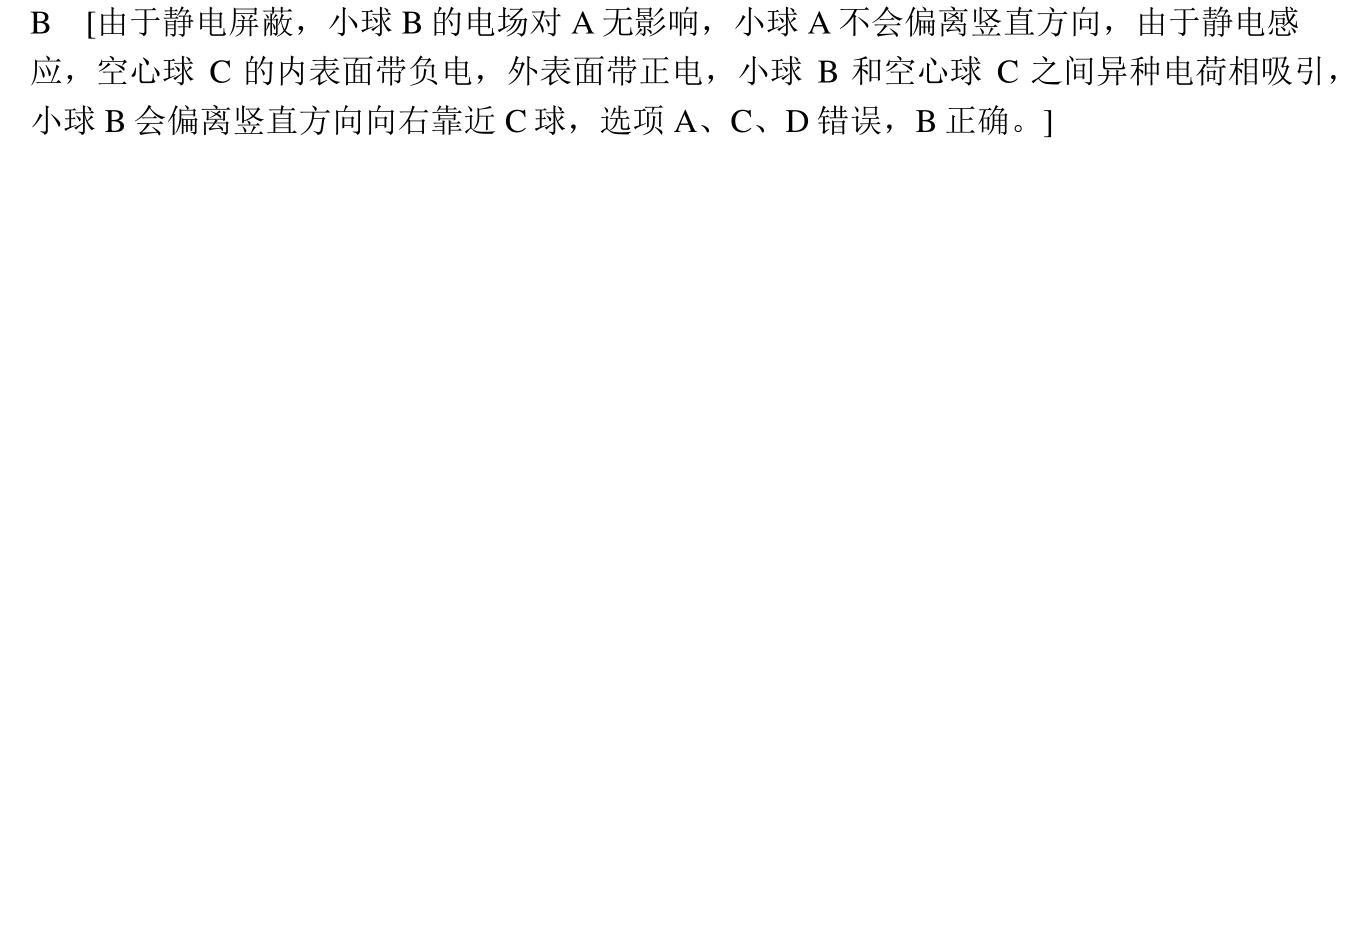 B　[由于静电屏蔽，小球 B 的电场对 A 无影响，小球 A 不会偏离竖直方向，由于静电感
应，空心球 C 的内表面带负电，外表面带正电，小球 B 和空心球 C 之间异种电荷相吸引，
小球 B 会偏离竖直方向向右靠近 C 球，选项 A、C、D 错误，B 正确。]